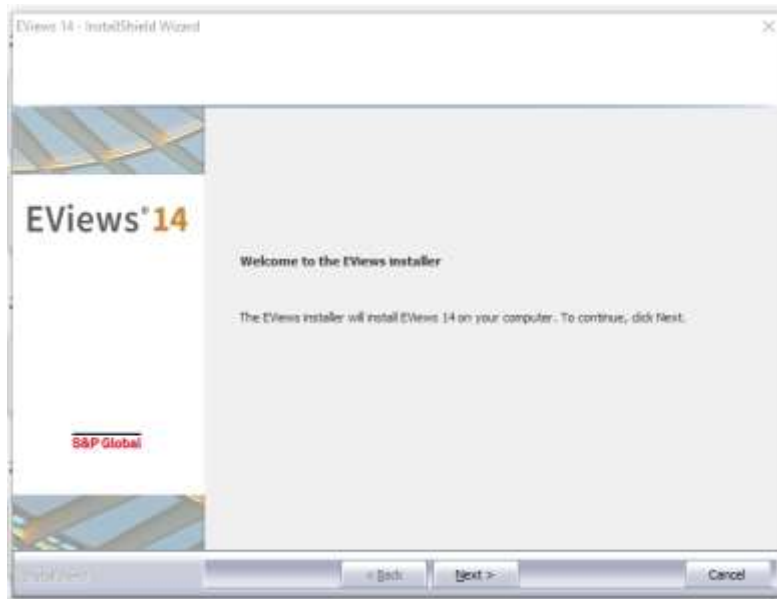 EViews 14 - InstallShield Wizard
EViews® 14
Welcome to the EViews installer
The EViews installer will install EViews 14 on your computer. To continue, click Next.
S&P Global
InstallShield
< Back
Next >
Cancel